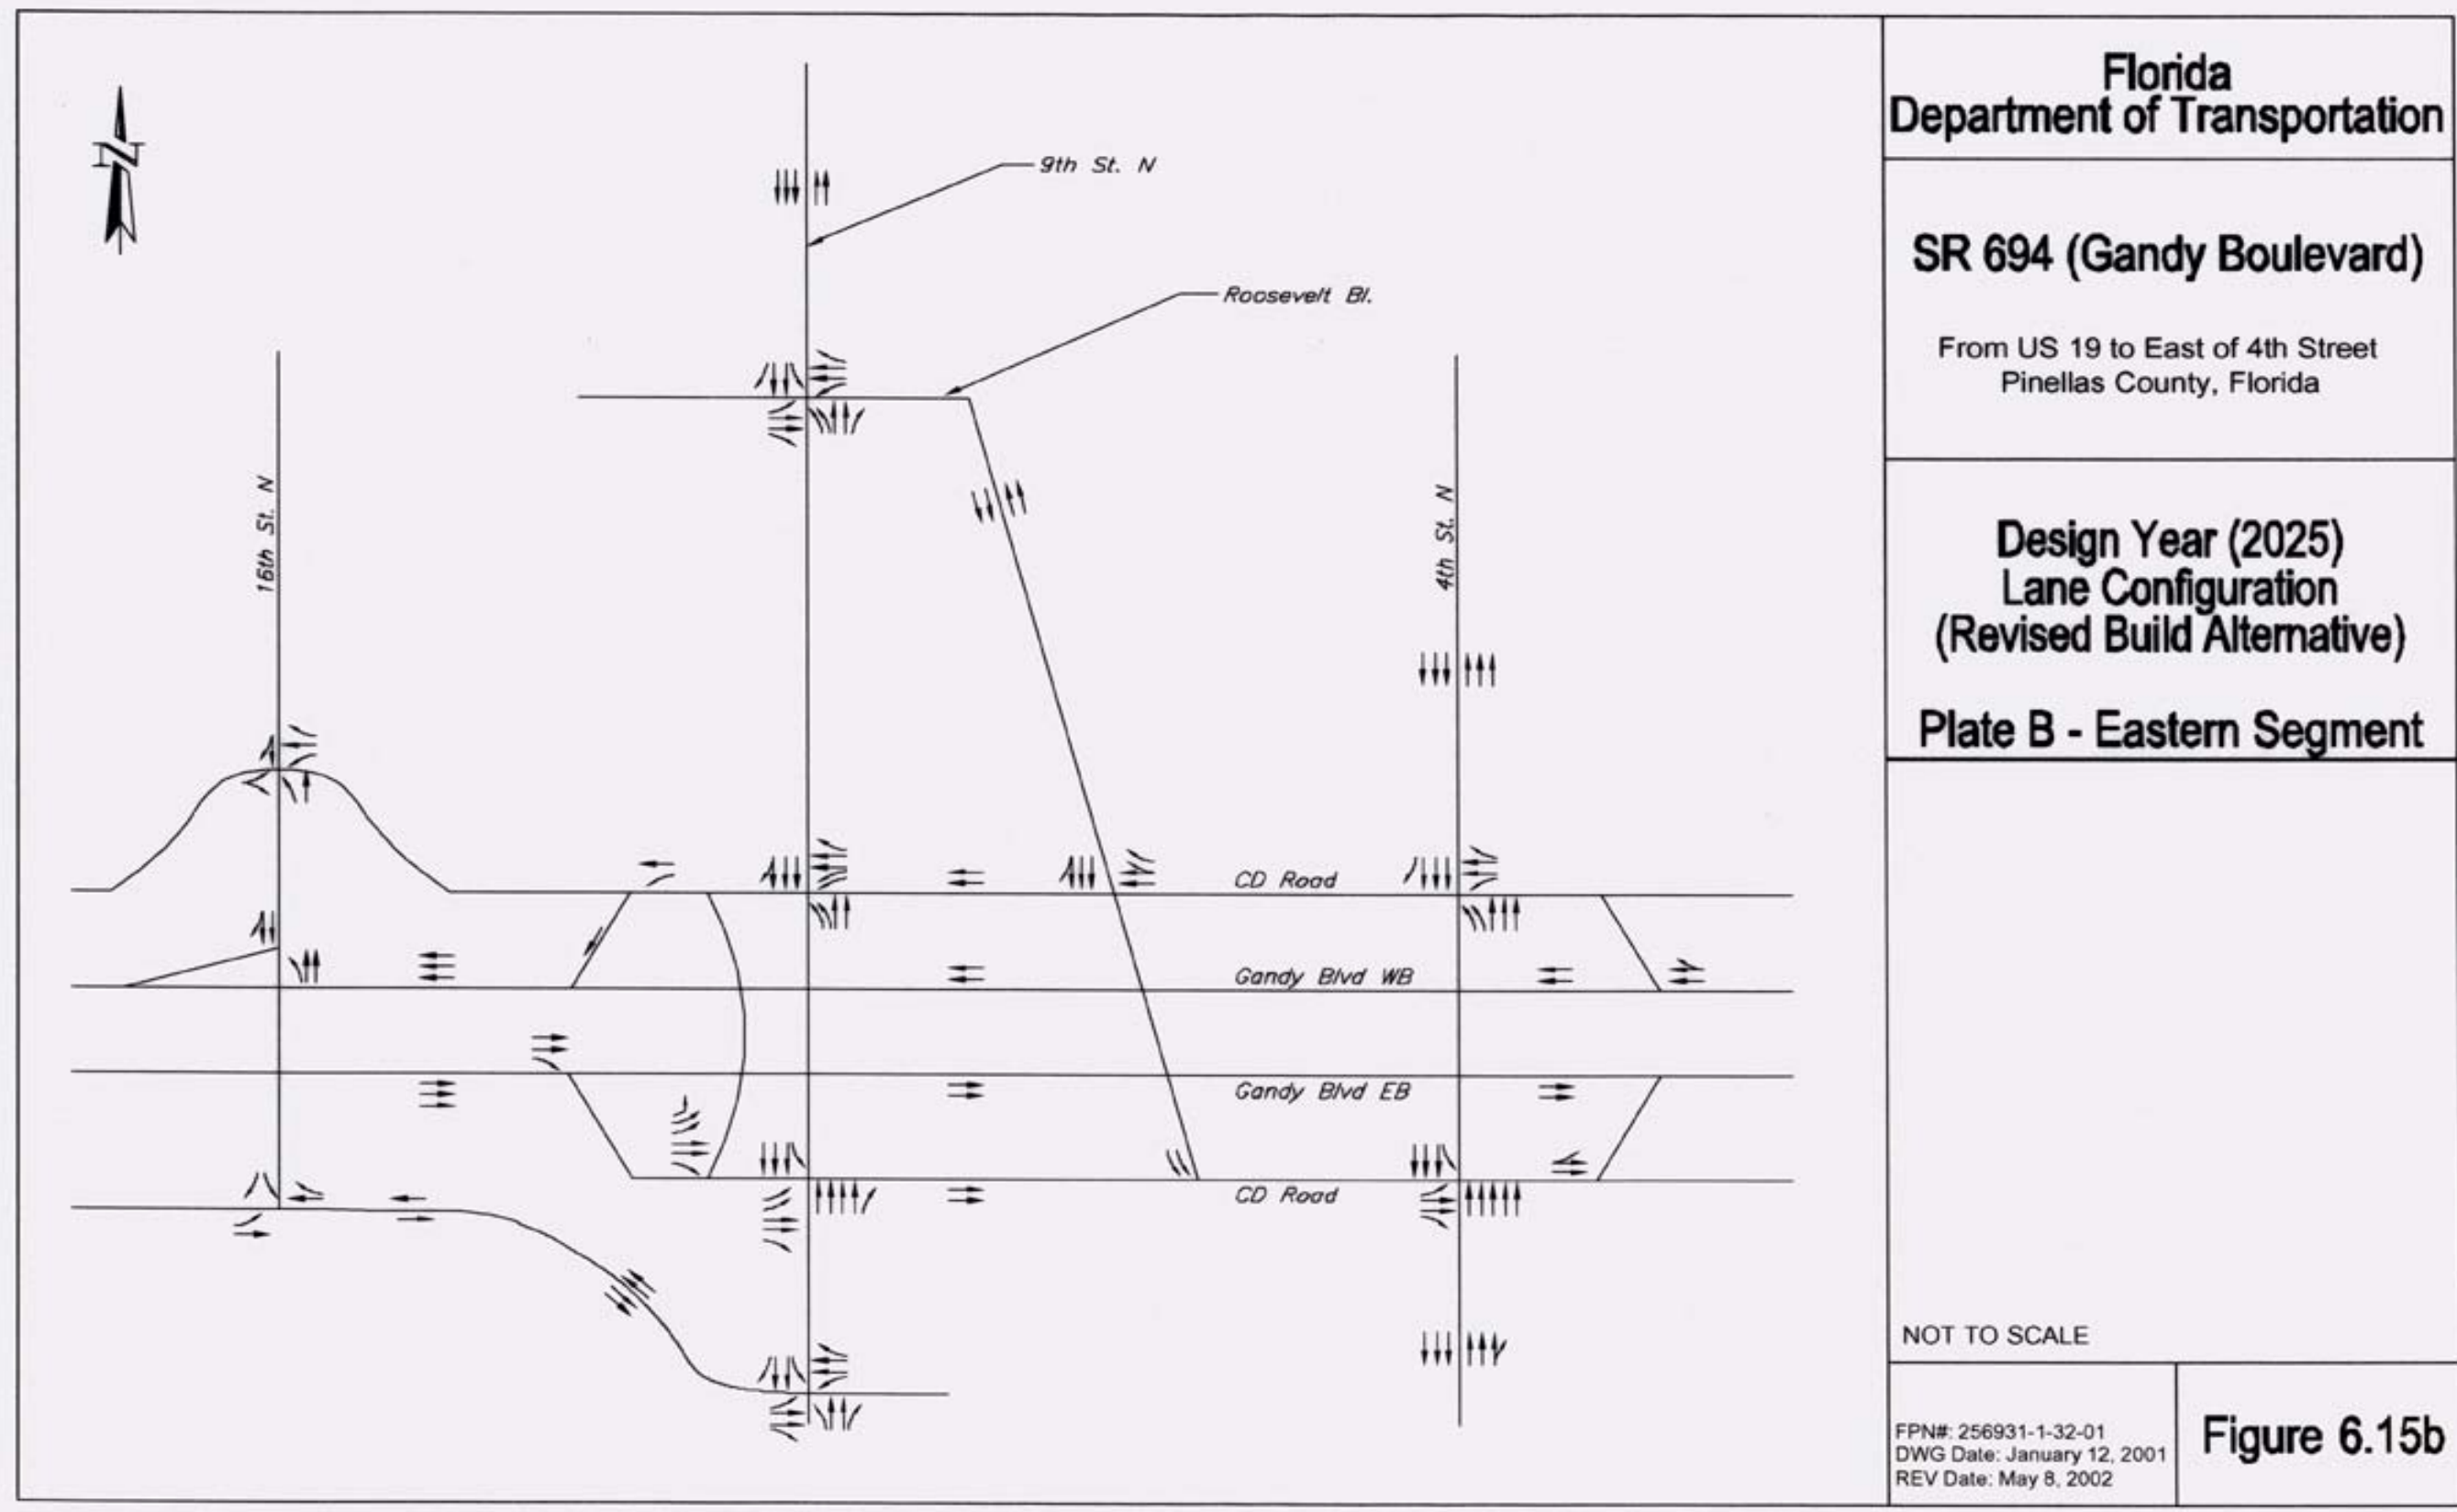 N
9th St. N
Roosevelt Bl.
16th St. N
4th St. N
CD Road
Gandy Blvd WB
Gandy Blvd EB
CD Road
Florida
Department of Transportation
SR 694 (Gandy Boulevard)
From US 19 to East of 4th Street
Pinellas County, Florida
Design Year (2025)
Lane Configuration
(Revised Build Alternative)
Plate B - Eastern Segment
NOT TO SCALE
FPN#: 256931-1-32-01
DWG Date: January 12, 2001
REV Date: May 8, 2002
Figure 6.15b